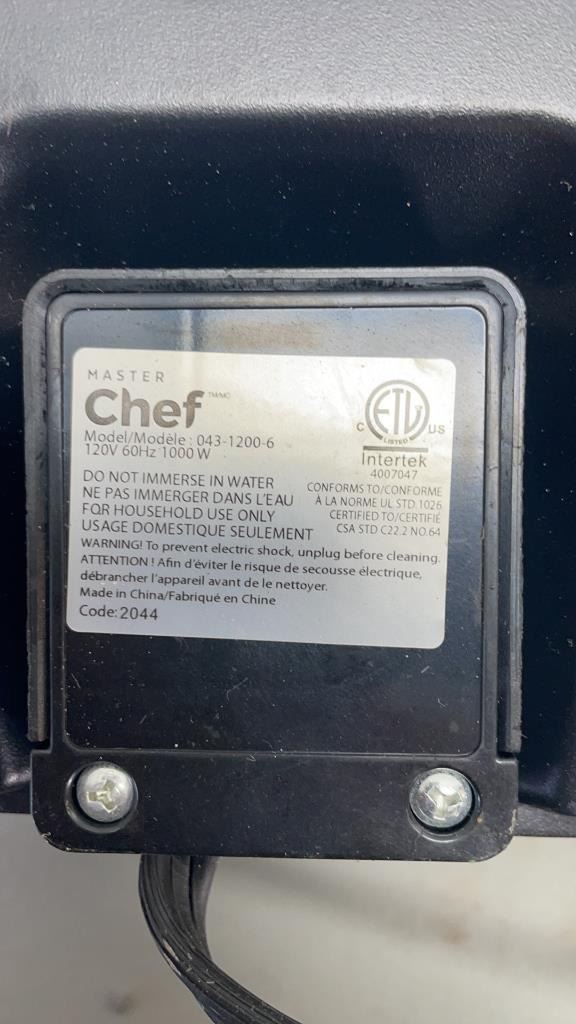 MASTER
Chef TM/MC
Model/Modèle : 043-1200-6
120V 60Hz 1000 W
DO NOT IMMERSE IN WATER
NE PAS IMMERGER DANS L'EAU
FOR HOUSEHOLD USE ONLY
USAGE DOMESTIQUE SEULEMENT
C ETL US
LISTED
Intertek
4007047
CONFORMS TO/CONFORME
À LA NORME UL STD.1026
CERTIFIED TO/CERTIFIÉ
CSA STD C22.2 NO.64
WARNING! To prevent electric shock, unplug before cleaning.
ATTENTION ! Afin d'éviter le risque de secousse électrique,
débrancher l'appareil avant de le nettoyer.
Made in China/Fabriqué en Chine
Code: 2044